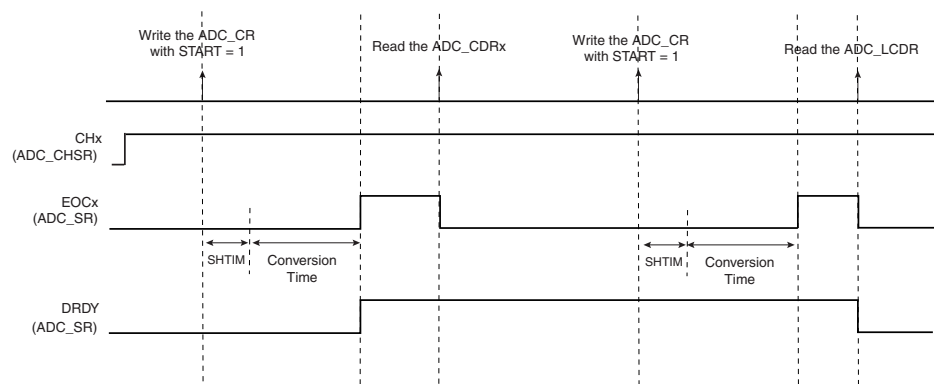 Write the ADC_CR
with START = 1
Read the ADC_CDRx
Write the ADC_CR
with START = 1
Read the ADC_LCDR
CHx
(ADC_CHSR)
EOCx
(ADC_SR)
SHTIM
Conversion
Time
SHTIM
Conversion
Time
DRDY
(ADC_SR)